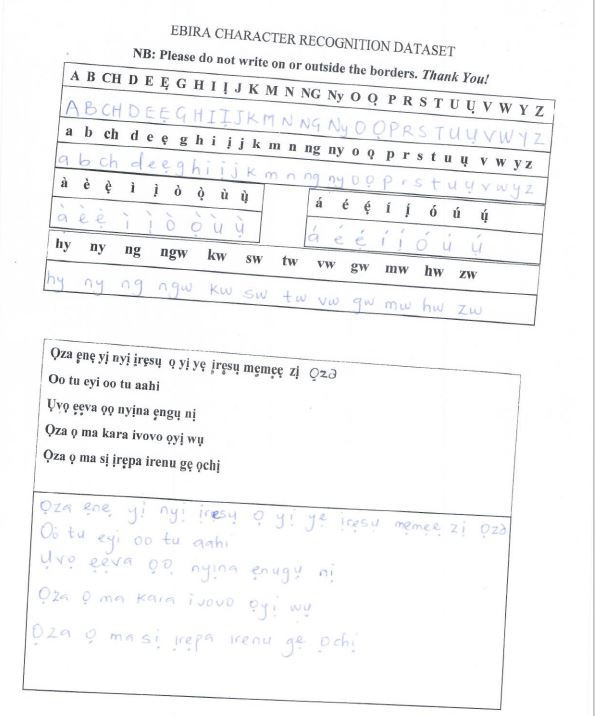 EBIRA CHARACTER RECOGNITION DATASET
NB: Please do not write on or outside the borders. Thank You!
A B CH D E Ẹ G H I Ị J K M N NG Ny O Ọ P R S T U Ụ V W Y Z
A B CH D E Ẹ G H I Ị J K M N NG Ny O Ọ P R S T U Ụ V W Y Z
a b ch d e ẹ g h i ị j k m n ng ny o ọ p r s t u ụ v w y z
a b ch d e ẹ g h i ị j k m n ng ny o ọ p r s t u ụ v w y z
à è ẹ̀ ì ị̀ ò ọ̀ ù ụ̀
à è ẹ̀ ì ị̀ ò ọ̀ ù ụ̀
á é ẹ́ í ị́ ó ú ụ́
á é ẹ́ í ị́ ó ú ụ́
hy ny ng ngw kw sw tw vw gw mw hw zw
hy ny ng ngw kw sw tw vw gw mw hw zw
Ọza ẹnẹ yị nyị ịrẹsụ ọ yị yẹ ịrẹsụ mẹmẹẹ zị Ọza
Oo tu eyi oo tu aahi
Ụvọ ẹẹva ọọ nyịna ẹngụ nị
Ọza ọ ma kara ivovo ọyị wụ
Ọza ọ ma sị ịrẹpa irenu gẹ ọchị
Ọza ẹnẹ yị nyị ịrẹsụ ọ yị yẹ ịrẹsụ mẹmẹẹ zị ọza
Oo tu eyi oo tu aahi
Ụvọ ẹẹva ọọ nyịna ẹnugụ nị
Ọza ọ ma kara ivovo ọyị wụ
Ọza ọ ma sị ịrẹpa irenu gẹ ọchị